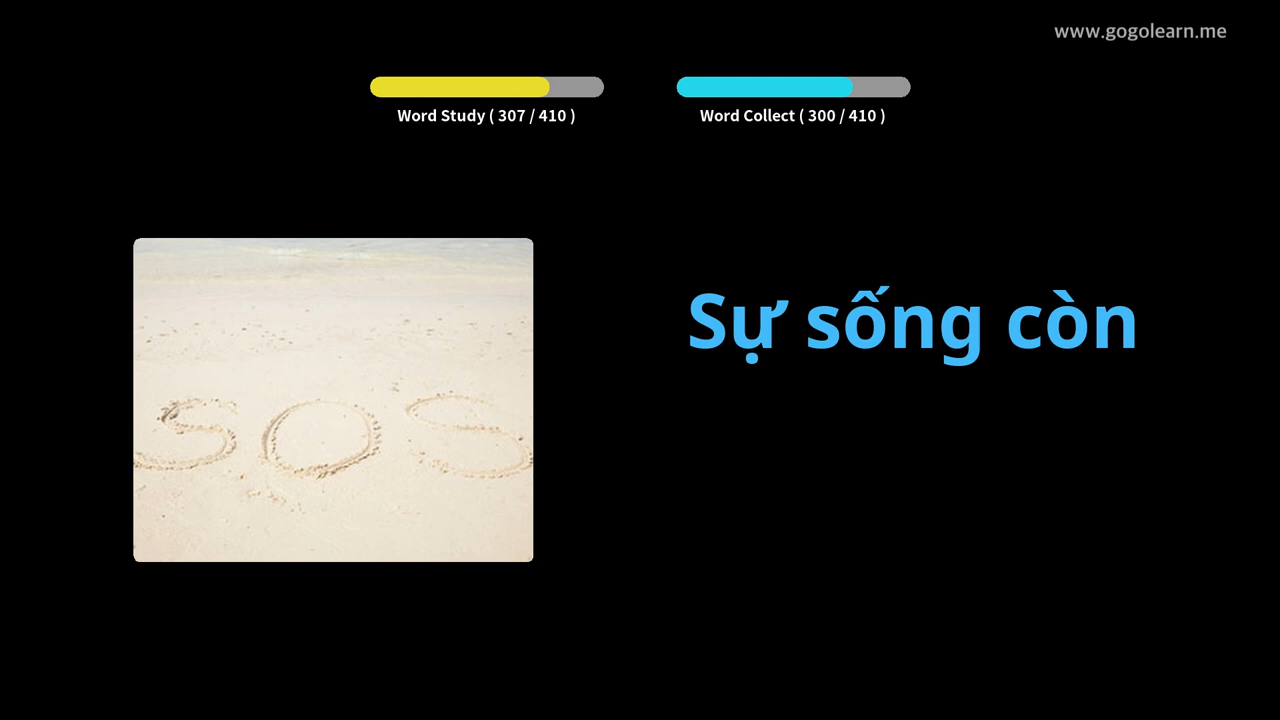 www.gogolearn.me
Word Study ( 307 / 410 )
Word Collect ( 300 / 410 )
Sự sống còn
SOS